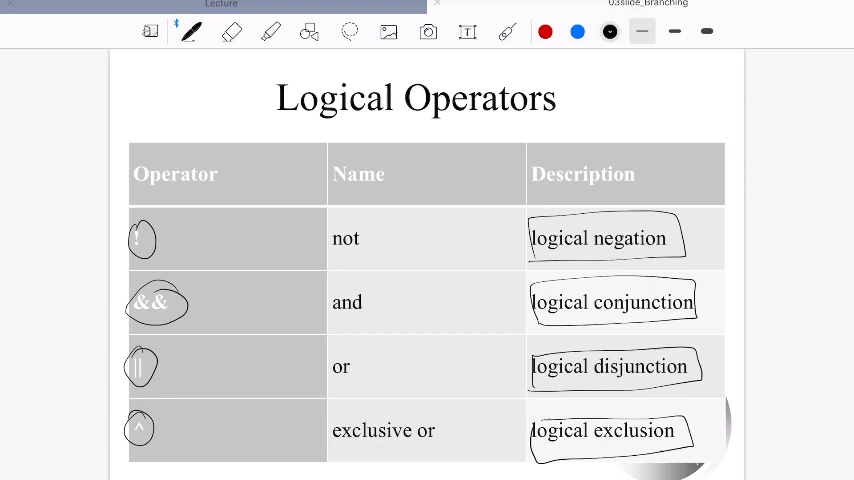 Lecture
03slide_Branching
T
Logical Operators
Operator Name Description
! not logical negation
&& and logical conjunction
|| or logical disjunction
^ exclusive or logical exclusion